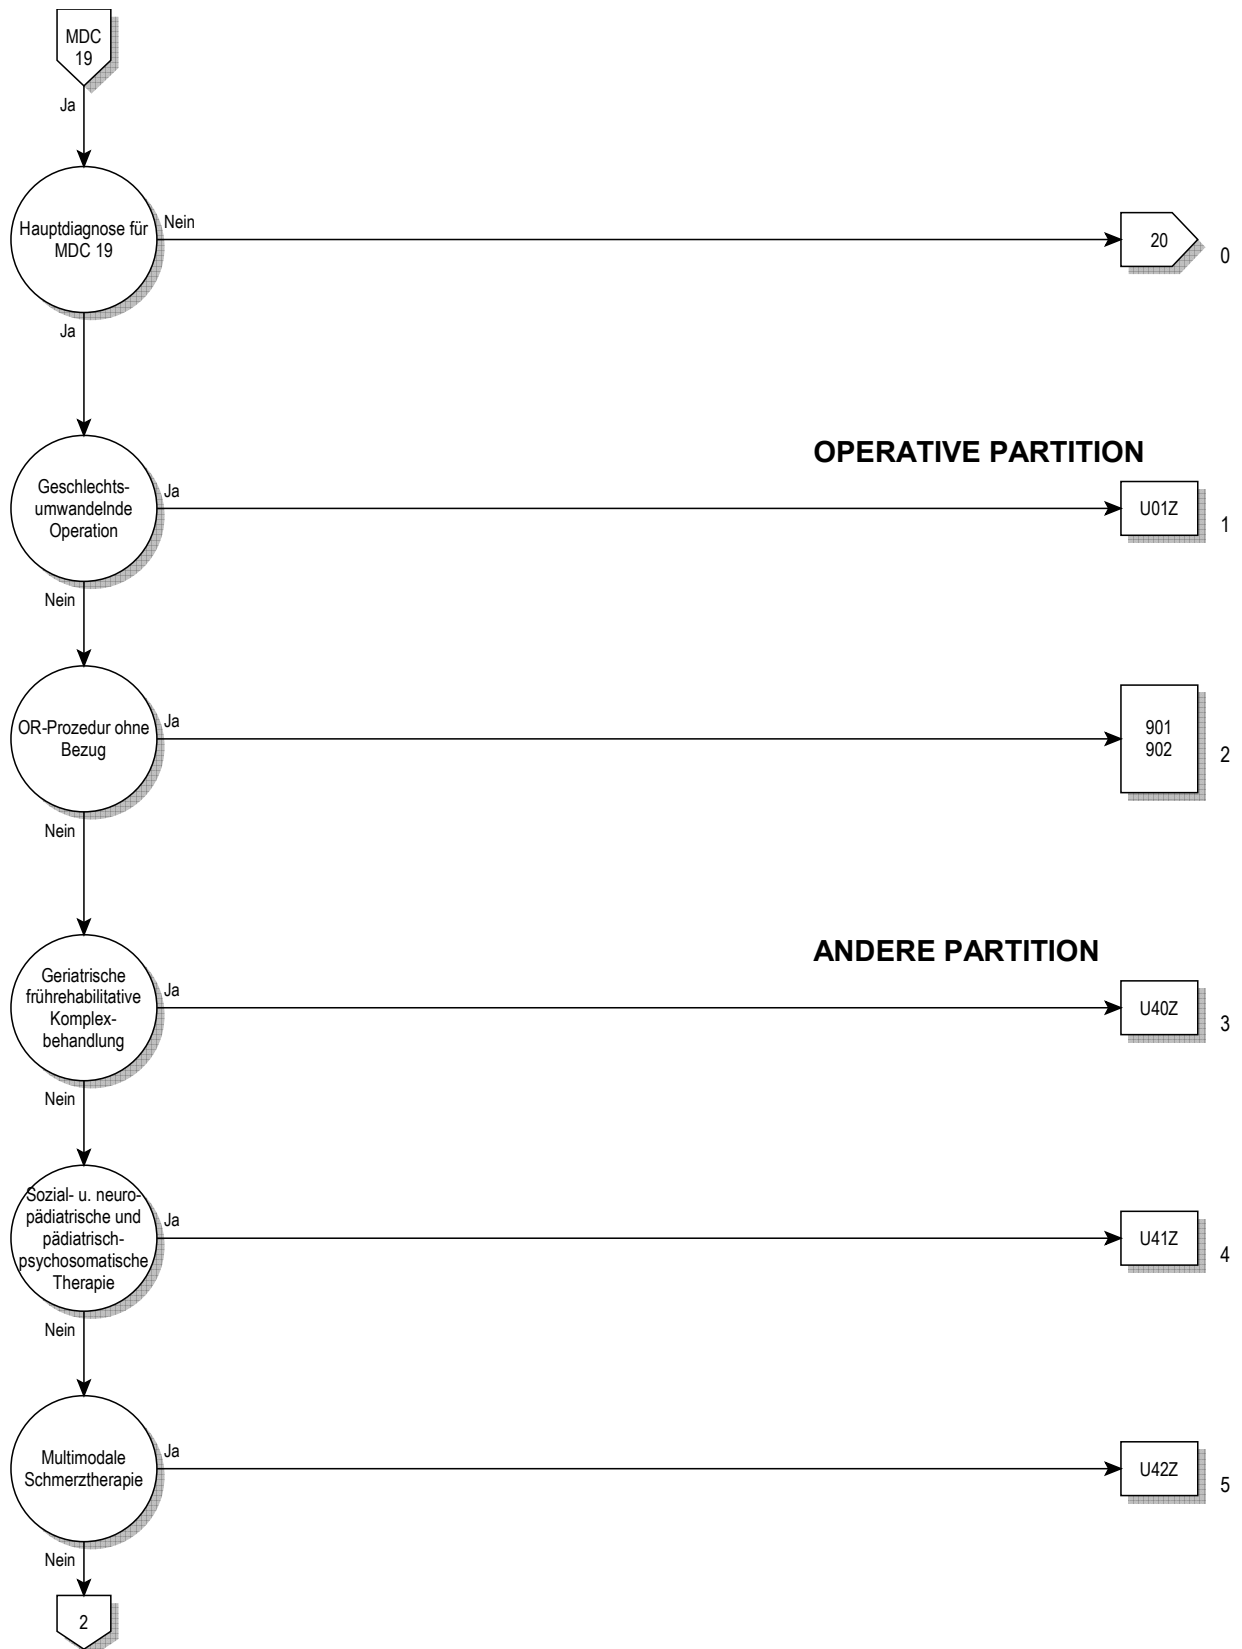 MDC
19
Ja
Hauptdiagnose für
MDC 19
Nein
20
0
Ja
OPERATIVE PARTITION
Geschlechts-
umwandelnde
Operation
Ja
U01Z
1
Nein
OR-Prozedur ohne
Bezug
Ja
901
902
2
Nein
ANDERE PARTITION
Geriatrische
frührehabilitative
Komplex-
behandlung
Ja
U40Z
3
Nein
Sozial- u. neuro-
pädiatrische und
pädiatrisch-
psychosomatische
Therapie
Ja
U41Z
4
Nein
Multimodale
Schmerztherapie
Ja
U42Z
5
Nein
2